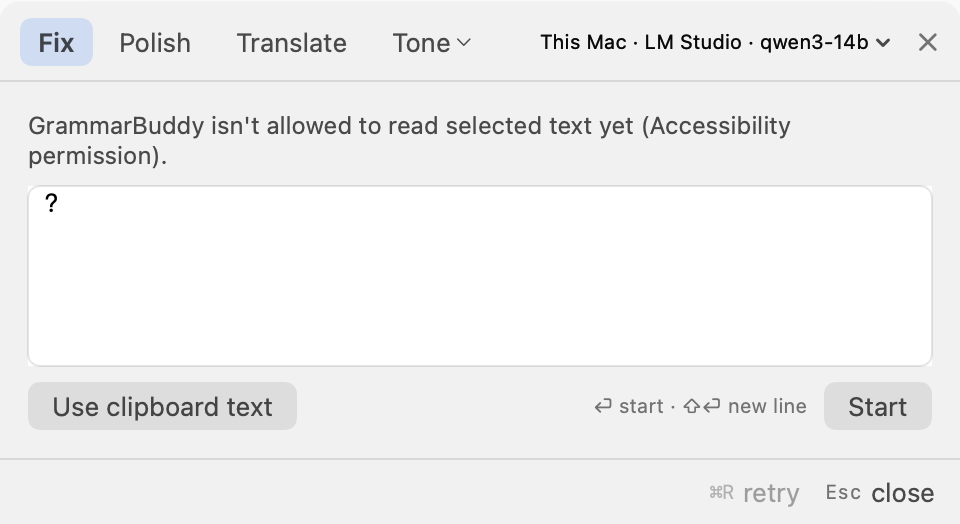 Fix Polish Translate Tone This Mac · LM Studio · qwen3-14b
GrammarBuddy isn't allowed to read selected text yet (Accessibility
permission).
?
Use clipboard text ⏎ start · ⇧⏎ new line Start
⌘R retry Esc close